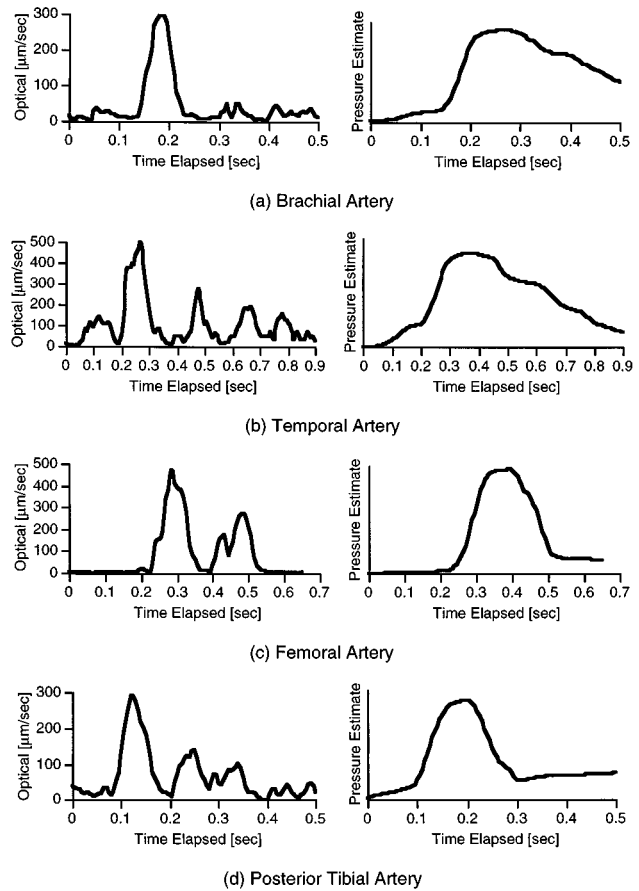 Optical [μm/sec]
300
200
100
0
0 0.1 0.2 0.3 0.4 0.5
Time Elapsed [sec]
Pressure Estimate
0 0.1 0.2 0.3 0.4 0.5
Time Elapsed [sec]
(a) Brachial Artery
Optical [μm/sec]
500
400
300
200
100
0
0 0.1 0.2 0.3 0.4 0.5 0.6 0.7 0.8 0.9
Time Elapsed [sec]
Pressure Estimate
0 0.1 0.2 0.3 0.4 0.5 0.6 0.7 0.8 0.9
Time Elapsed [sec]
(b) Temporal Artery
Optical [μm/sec]
500
400
300
200
100
0
0 0.1 0.2 0.3 0.4 0.5 0.6 0.7
Time Elapsed [sec]
Pressure Estimate
0 0.1 0.2 0.3 0.4 0.5 0.6 0.7
Time Elapsed [sec]
(c) Femoral Artery
Optical [μm/sec]
300
200
100
0
0 0.1 0.2 0.3 0.4 0.5
Time Elapsed [sec]
Pressure Estimate
0 0.1 0.2 0.3 0.4 0.5
Time Elapsed [sec]
(d) Posterior Tibial Artery